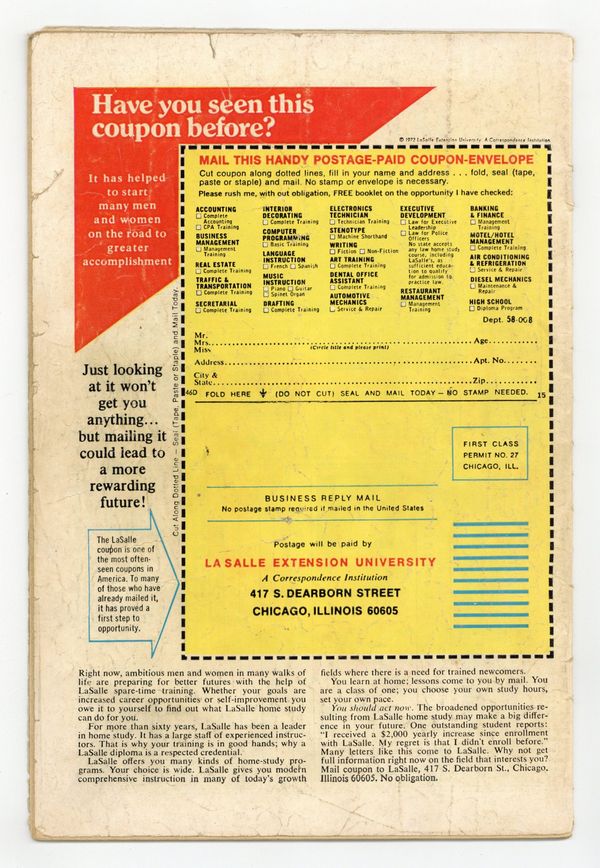 Have you seen this
coupon before?
It has helped
to start
many men
and women
on the road to
greater
accomplishment
Just looking
at it won't
get you
anything...
but mailing it
could lead to
a more
rewarding
future!
The LaSalle
coupon is one of
the most often-
seen coupons in
America. To many
of those who have
already mailed it,
it has proved a
first step to
opportunity.
Cut Along Dotted Line — Seal (Tape, Paste or Staple) and Mail Today.
© 1972 LaSalle Extension University, A Correspondence Institution
MAIL THIS HANDY POSTAGE-PAID COUPON-ENVELOPE
Cut coupon along dotted lines, fill in your name and address . . . fold, seal (tape,
paste or staple) and mail. No stamp or envelope is necessary.
Please rush me, with out obligation, FREE booklet on the opportunity I have checked:
ACCOUNTING
Complete
Accounting
CPA Training
BUSINESS
MANAGEMENT
Management
Training
REAL ESTATE
Complete Training
TRAFFIC &
TRANSPORTATION
Complete Training
SECRETARIAL
Complete Training
INTERIOR
DECORATING
Complete Training
COMPUTER
PROGRAMMING
Basic Training
LANGUAGE
INSTRUCTION
French Spanish
MUSIC
INSTRUCTION
Piano Guitar
Spinet Organ
DRAFTING
Complete Training
ELECTRONICS
TECHNICIAN
Technician Training
STENOTYPE
Machine Shorthand
WRITING
Fiction Non-Fiction
ART TRAINING
Complete Training
DENTAL OFFICE
ASSISTANT
Complete Training
AUTOMOTIVE
MECHANICS
Service & Repair
EXECUTIVE
DEVELOPMENT
Law for Executive
Leadership
Law for Police
Officers
No state accepts
any law home study
course, including
LaSalle's, as
sufficient educa-
tion to qualify
for admission to
practice law.
RESTAURANT
MANAGEMENT
Management
Training
BANKING
& FINANCE
Management
Training
MOTEL/HOTEL
MANAGEMENT
Complete Training
AIR CONDITIONING
& REFRIGERATION
Service & Repair
DIESEL MECHANICS
Maintenance &
Repair
HIGH SCHOOL
Diploma Program
Dept. 58-008
Mr.
Mrs. Age
Miss (Circle title and please print)
Address Apt. No.
City &
State Zip
460 FOLD HERE (DO NOT CUT) SEAL AND MAIL TODAY — NO STAMP NEEDED. 15
FIRST CLASS
PERMIT NO. 27
CHICAGO, ILL.
BUSINESS REPLY MAIL
No postage stamp required if mailed in the United States
Postage will be paid by
LA SALLE EXTENSION UNIVERSITY
A Correspondence Institution
417 S. DEARBORN STREET
CHICAGO, ILLINOIS 60605
Right now, ambitious men and women in many walks of
life are preparing for better futures with the help of
LaSalle spare-time training. Whether your goals are
increased career opportunities or self-improvement, you
owe it to yourself to find out what LaSalle home study
can do for you.
For more than sixty years, LaSalle has been a leader
in home study. It has a large staff of experienced instruc-
tors. That is why your training is in good hands; why a
LaSalle diploma is a respected credential.
LaSalle offers you many kinds of home-study pro-
grams. Your choice is wide. LaSalle gives you modern
comprehensive instruction in many of today's growth
fields where there is a need for trained newcomers.
You learn at home; lessons come to you by mail. You
are a class of one; you choose your own study hours,
set your own pace.
You should act now. The broadened opportunities re-
sulting from LaSalle home study may make a big differ-
ence in your future. One outstanding student reports:
"I received a $2,000 yearly increase since enrollment
with LaSalle. My regret is that I didn't enroll before."
Many letters like this come to LaSalle. Why not get
full information right now on the field that interests you?
Mail coupon to LaSalle, 417 S. Dearborn St., Chicago,
Illinois 60605. No obligation.